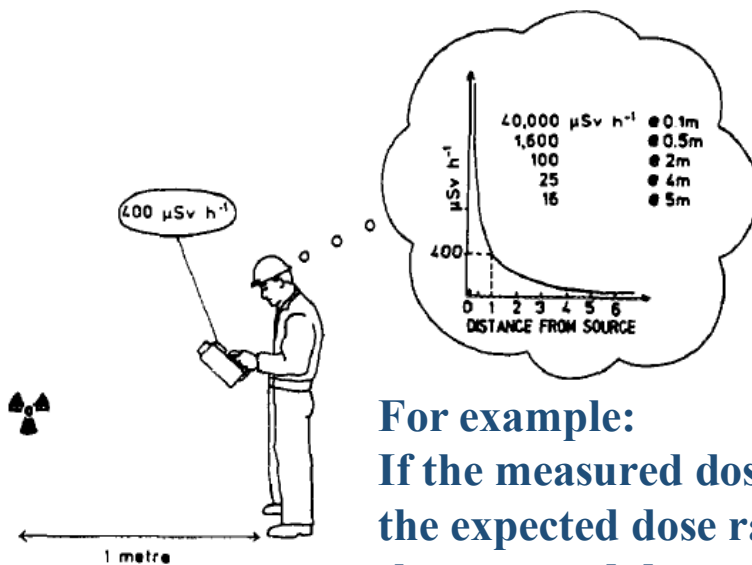 40,000 μSv h⁻¹ @ 0.1m
1,600 @ 0.5m
100 @ 2m
25 @ 4m
16 @ 5m
μSv h⁻¹
400
0 1 2 3 4 5 6
DISTANCE FROM SOURCE
400 μSv h⁻¹
1 metre
For example:
If the measured dos
the expected dose ra